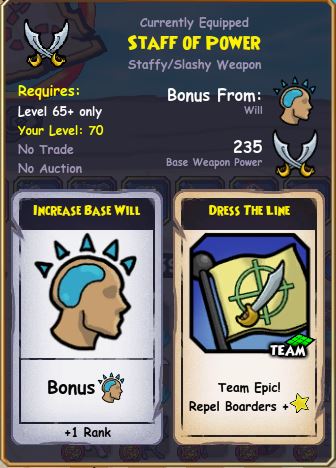 Currently Equipped
STAFF OF POWER
Staffy/Slashy Weapon
Requires:
Level 65+ only
Your Level: 70
No Trade
No Auction
Bonus From:
Will
235
Base Weapon Power
INCREASE BASE WILL
Bonus
+1 Rank
DRESS THE LINE
TEAM
Team Epic!
Repel Boarders +